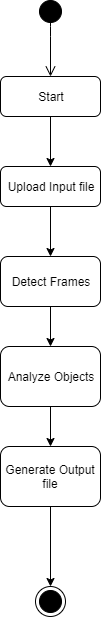 Start
Upload Input file
Detect Frames
Analyze Objects
Generate Output
file